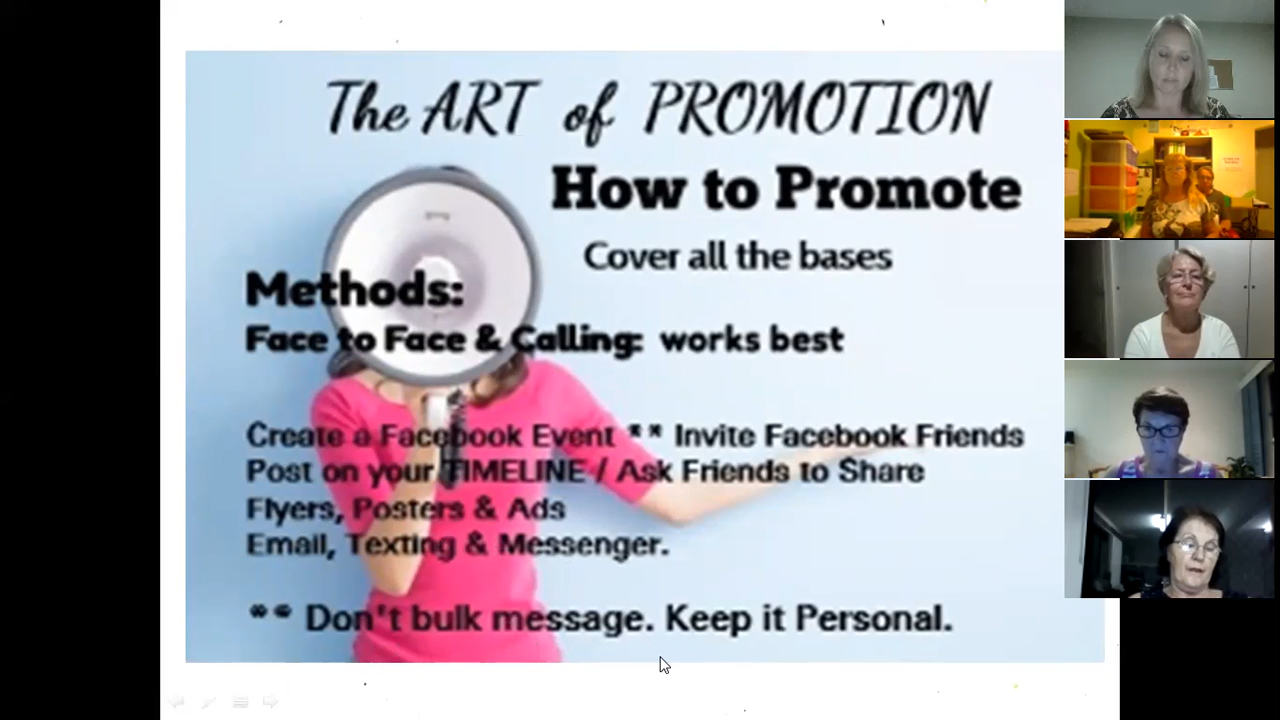 The ART of PROMOTION
How to Promote
Cover all the bases
Methods:
Face to Face & Calling: works best
Create a Facebook Event ** Invite Facebook Friends
Post on your TIMELINE / Ask Friends to Share
Flyers, Posters & Ads
Email, Texting & Messenger.
** Don't bulk message. Keep it Personal.